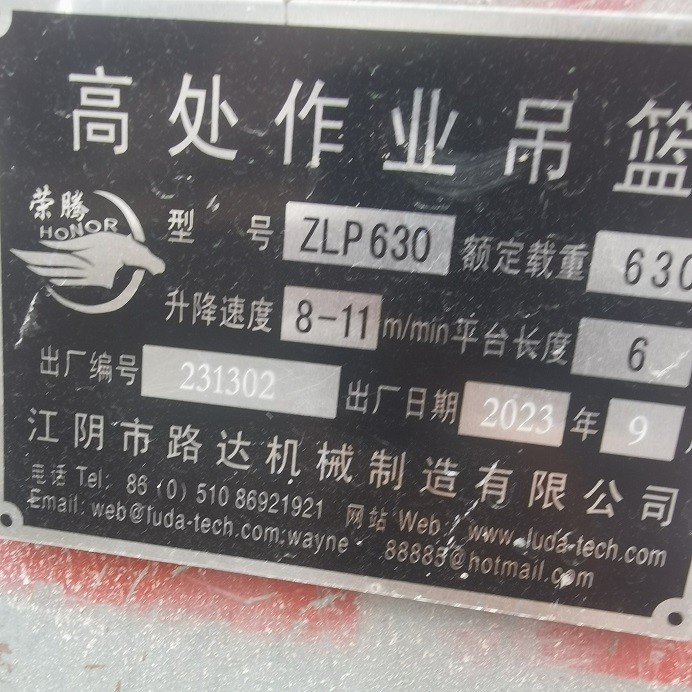 高处作业吊篮
荣腾
HONOR
型号 ZLP630 额定载重 630
升降速度 8-11 m/min 平台长度 6
出厂编号 231302 出厂日期 2023 年 9
江阴市路达机械制造有限公司
电话 Tel: 86 (0) 510 86921921 网站 Web: www.luda-tech.com
Email: web@luda-tech.com;wayne 88885@hotmail.com